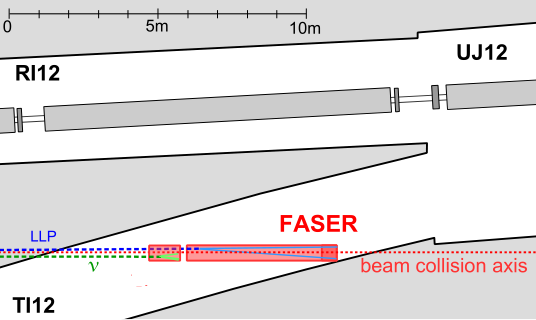 0 5m 10m
UJ12
RI12
FASER
LLP
ν
beam collision axis
TI12